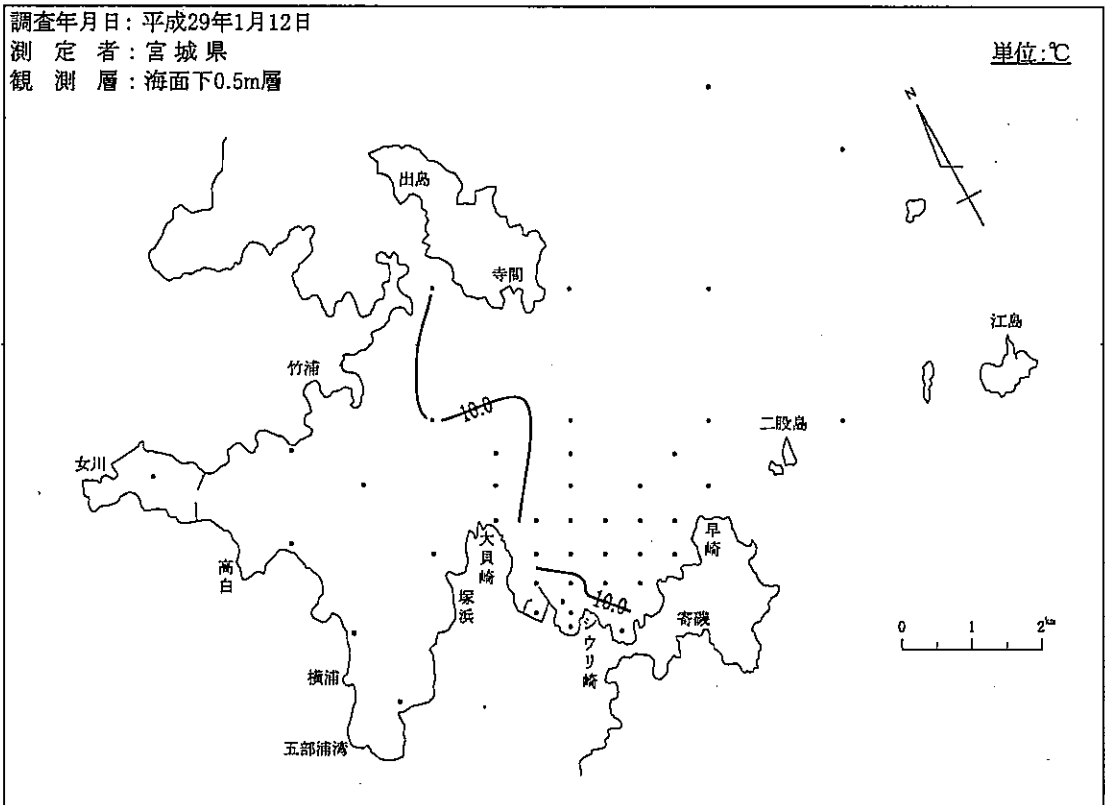 調査年月日：平成29年1月12日
測定者：宮城県
観測層：海面下0.5m層
単位：℃
N
出島
寺間
江島
竹浦
10.0
二股島
女川
大貝崎
早崎
高白
塚浜
10.0
寄磯
シウリ崎
0 1 2km
横浦
五部浦湾